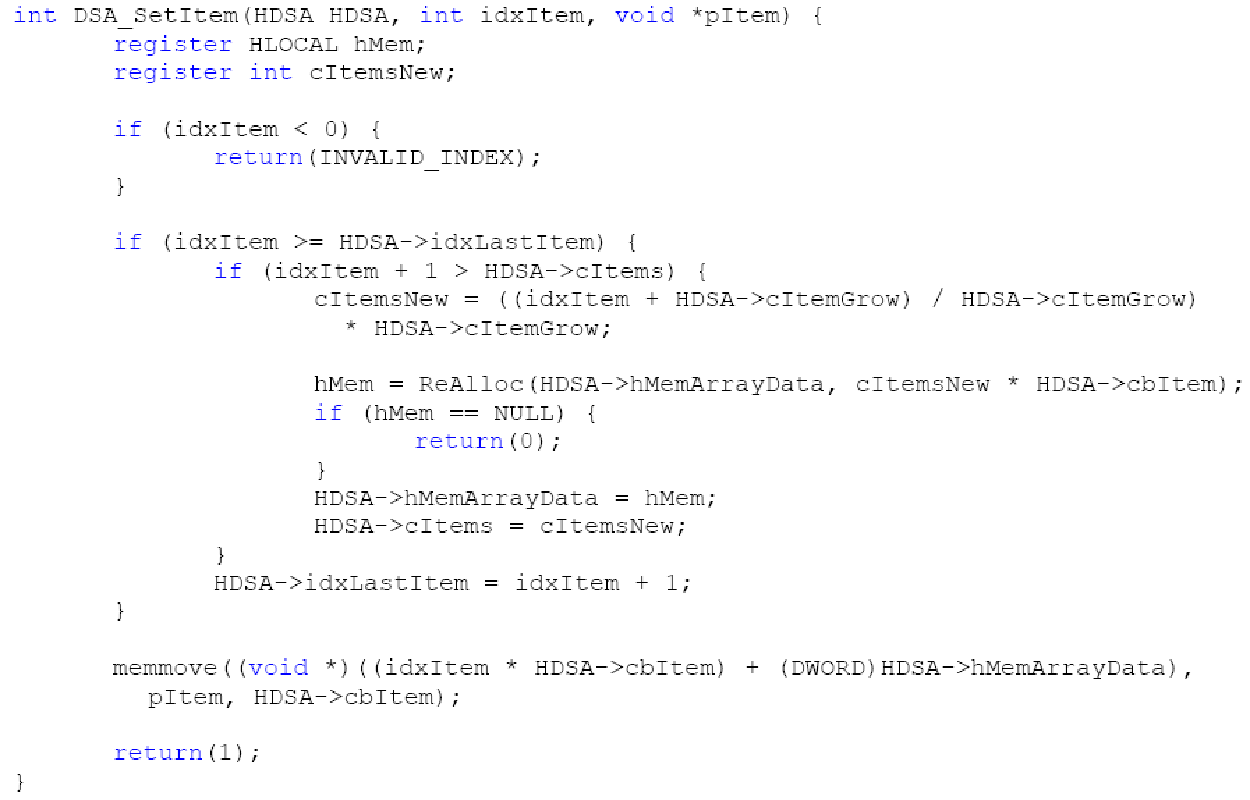 int DSA_SetItem(HDSA HDSA, int idxItem, void *pItem) {
register HLOCAL hMem;
register int cItemsNew;
if (idxItem < 0) {
return(INVALID_INDEX);
}
if (idxItem >= HDSA->idxLastItem) {
if (idxItem + 1 > HDSA->cItems) {
cItemsNew = ((idxItem + HDSA->cItemGrow) / HDSA->cItemGrow)
* HDSA->cItemGrow;
hMem = ReAlloc(HDSA->hMemArrayData, cItemsNew * HDSA->cbItem);
if (hMem == NULL) {
return(0);
}
HDSA->hMemArrayData = hMem;
HDSA->cItems = cItemsNew;
}
HDSA->idxLastItem = idxItem + 1;
}
memmove((void *)((idxItem * HDSA->cbItem) + (DWORD)HDSA->hMemArrayData),
pItem, HDSA->cbItem);
return(1);
}